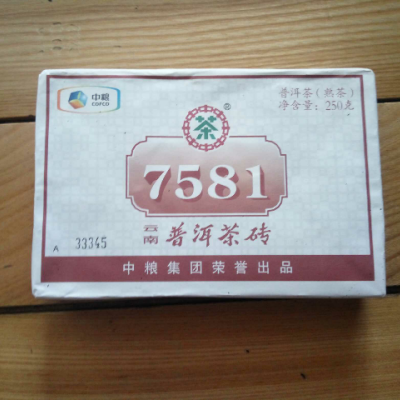 中粮
COFCO
普洱茶(熟茶)
净含量:250克
茶
®
7581
云南
普洱茶砖
A 33345
中粮集团荣誉出品